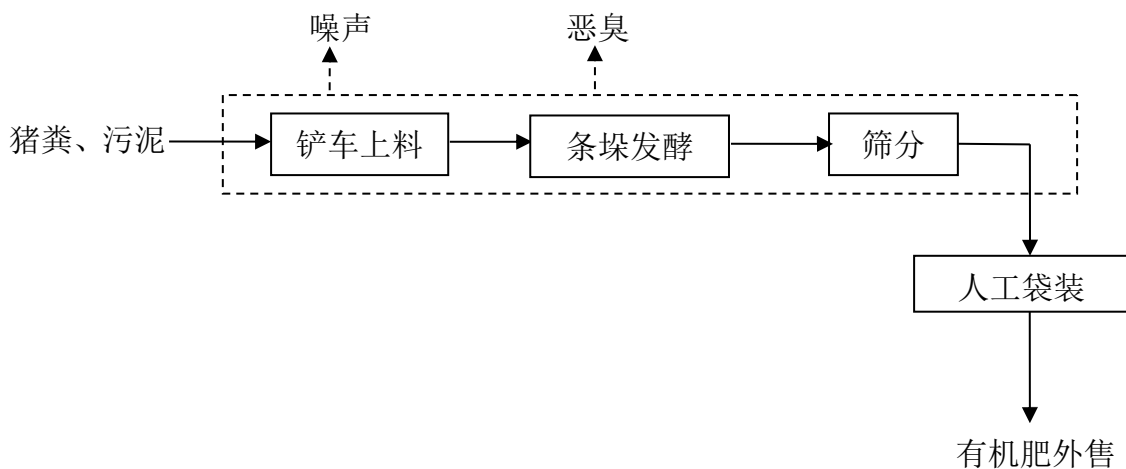 噪声
恶臭
猪粪、污泥
铲车上料
条垛发酵
筛分
人工袋装
有机肥外售